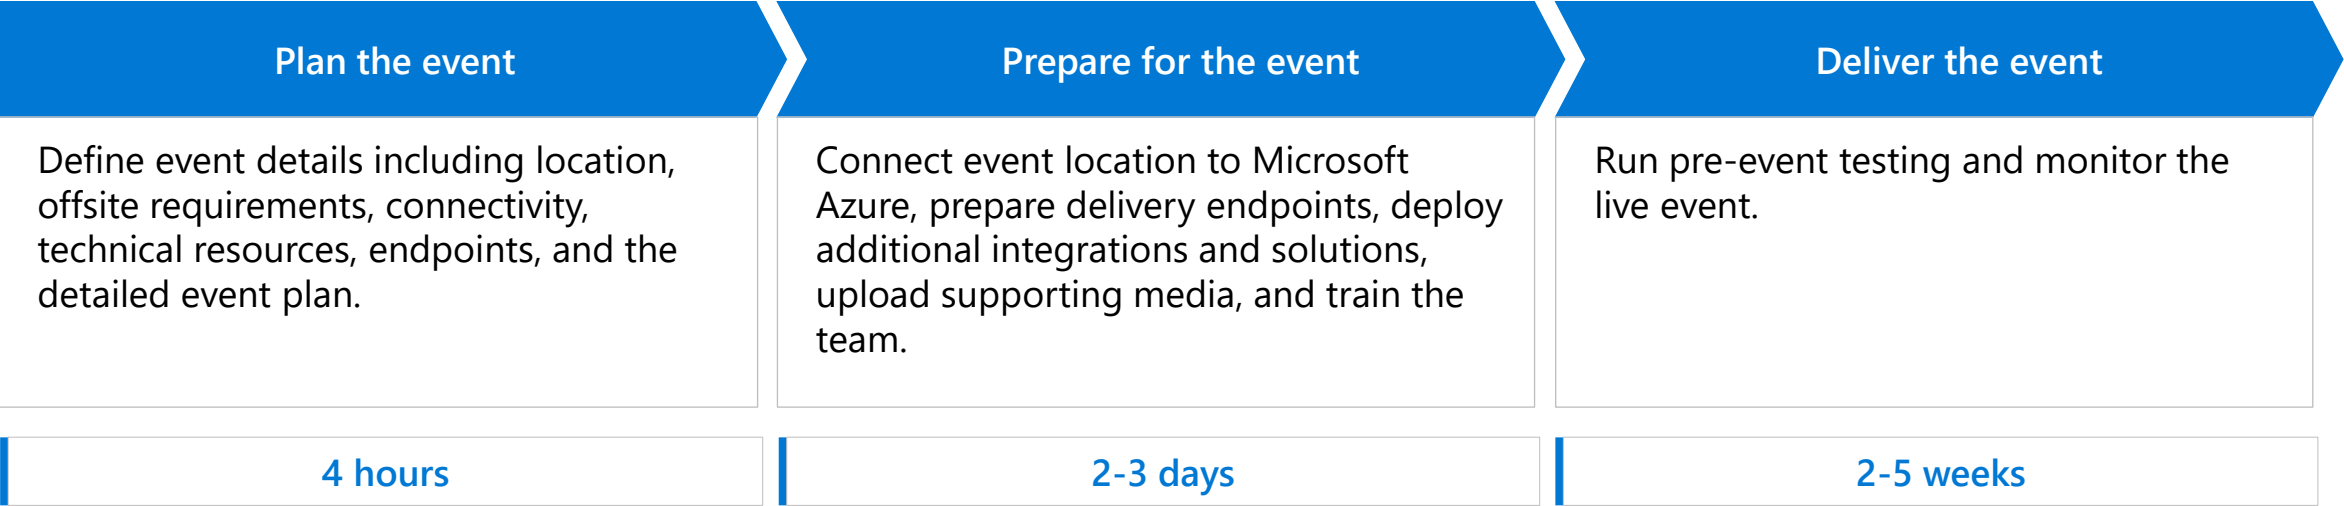 Plan the event
Define event details including location,
offsite requirements, connectivity,
technical resources, endpoints, and the
detailed event plan.
4 hours
Prepare for the event
Connect event location to Microsoft
Azure, prepare delivery endpoints, deploy
additional integrations and solutions,
upload supporting media, and train the
team.
2-3 days
Deliver the event
Run pre-event testing and monitor the
live event.
2-5 weeks